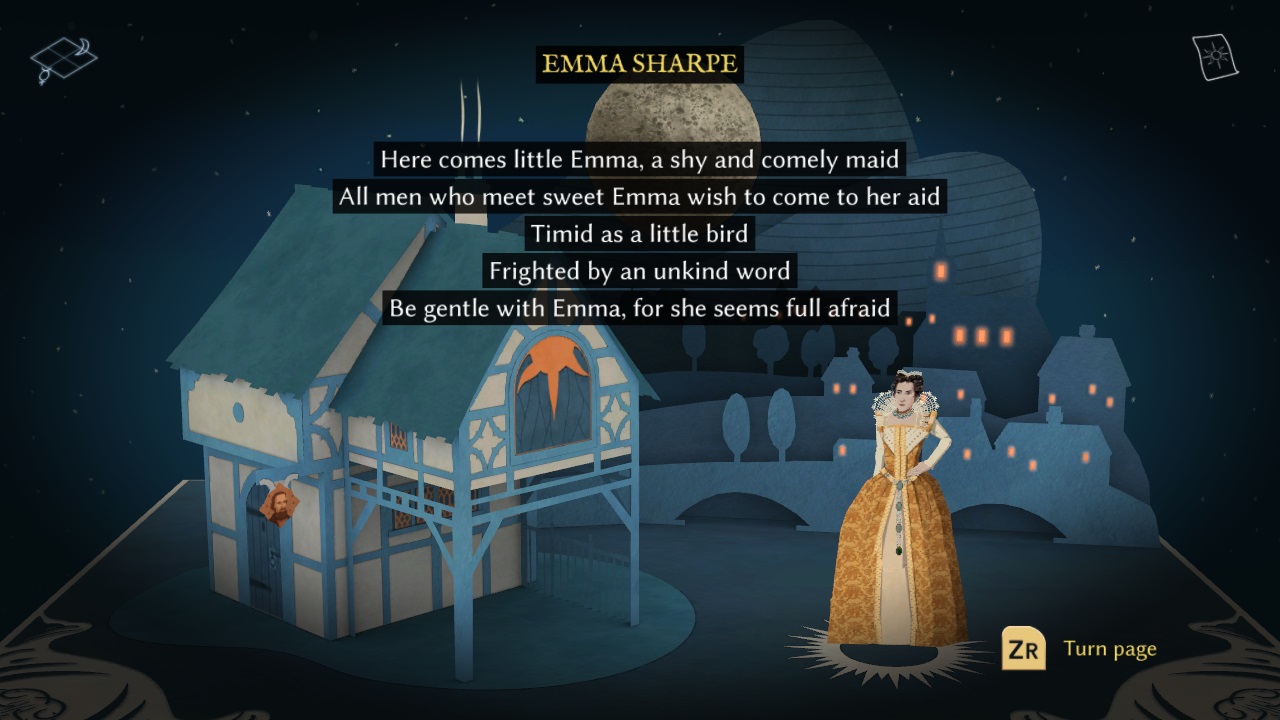 EMMA SHARPE
Here comes little Emma, a shy and comely maid
All men who meet sweet Emma wish to come to her aid
Timid as a little bird
Frighted by an unkind word
Be gentle with Emma, for she seems full afraid
ZR Turn page